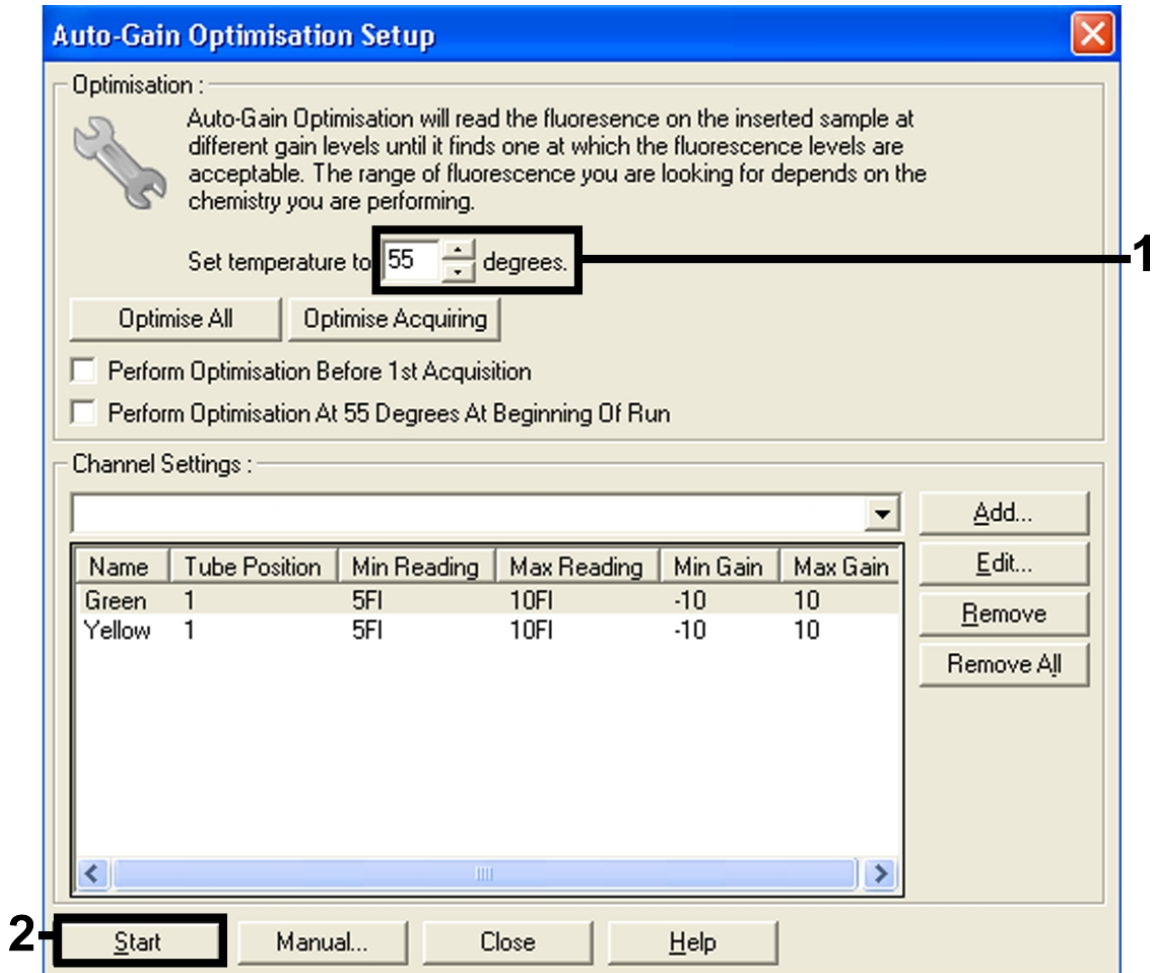 Auto-Gain Optimisation Setup
Optimisation :
Auto-Gain Optimisation will read the fluoresence on the inserted sample at
different gain levels until it finds one at which the fluorescence levels are
acceptable. The range of fluorescence you are looking for depends on the
chemistry you are performing.
Set temperature to 55 degrees.
1
Optimise All Optimise Acquiring
Perform Optimisation Before 1st Acquisition
Perform Optimisation At 55 Degrees At Beginning Of Run
Channel Settings :
Add...
Name Tube Position Min Reading Max Reading Min Gain Max Gain
Edit...
Green 1 5Fl 10Fl -10 10
Yellow 1 5Fl 10Fl -10 10
Remove
Remove All
2
Start Manual... Close Help